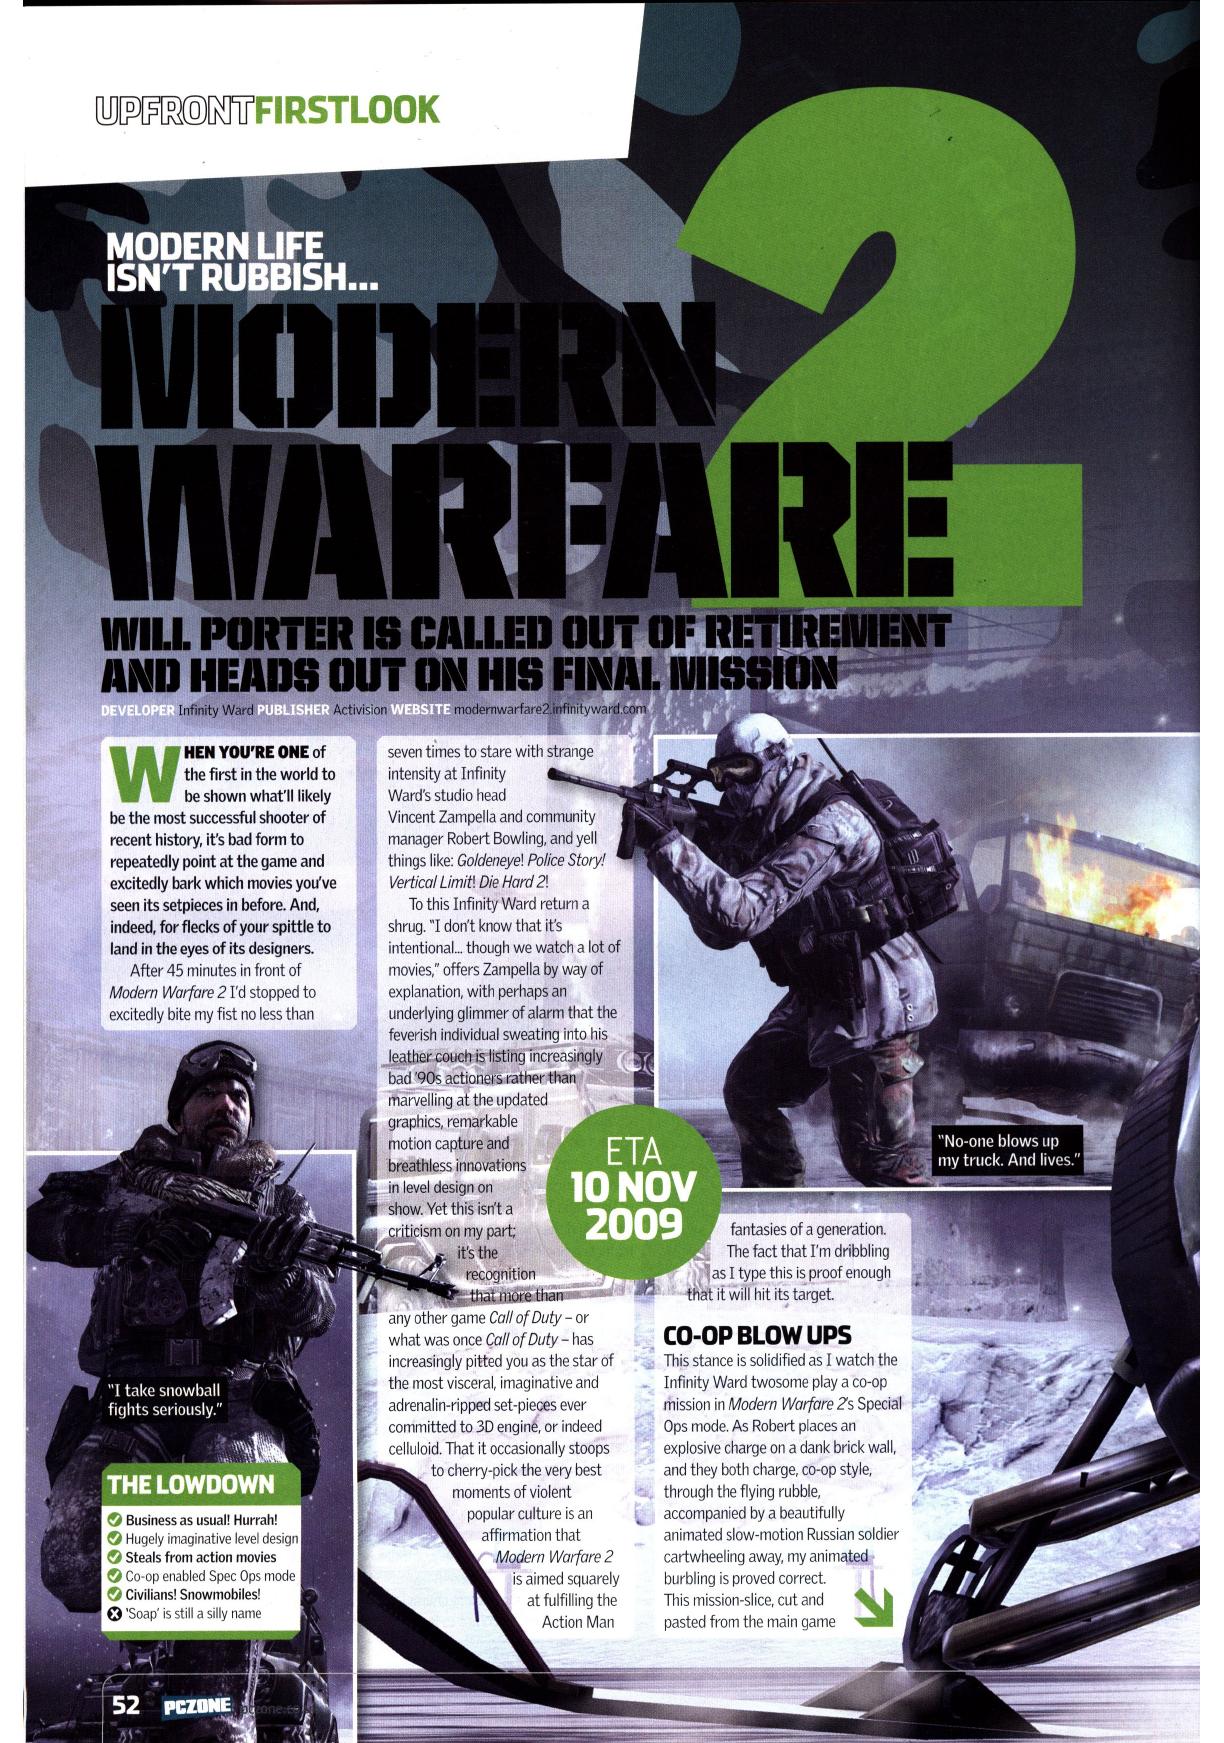 UPFRONTFIRSTLOOK
MODERN LIFE
ISN'T RUBBISH...
MODERN
WARFARE
2
WILL PORTER IS CALLED OUT OF RETIREMENT
AND HEADS OUT ON HIS FINAL MISSION
DEVELOPER Infinity Ward PUBLISHER Activision WEBSITE modernwarfare2.infinityward.com
WHEN YOU'RE ONE of
the first in the world to
be shown what'll likely
be the most successful shooter of
recent history, it's bad form to
repeatedly point at the game and
excitedly bark which movies you've
seen its setpieces in before. And,
indeed, for flecks of your spittle to
land in the eyes of its designers.
After 45 minutes in front of
Modern Warfare 2 I'd stopped to
excitedly bite my fist no less than
seven times to stare with strange
intensity at Infinity
Ward's studio head
Vincent Zampella and community
manager Robert Bowling, and yell
things like: Goldeneye! Police Story!
Vertical Limit! Die Hard 2!
To this Infinity Ward return a
shrug. "I don't know that it's
intentional... though we watch a lot of
movies," offers Zampella by way of
explanation, with perhaps an
underlying glimmer of alarm that the
feverish individual sweating into his
leather couch is listing increasingly
bad '90s actioners rather than
marvelling at the updated
graphics, remarkable
motion capture and
breathless innovations
in level design on
show. Yet this isn't a
criticism on my part;
it's the
recognition
that more than
any other game Call of Duty – or
what was once Call of Duty – has
increasingly pitted you as the star of
the most visceral, imaginative and
adrenalin-ripped set-pieces ever
committed to 3D engine, or indeed
celluloid. That it occasionally stoops
to cherry-pick the very best
moments of violent
popular culture is an
affirmation that
Modern Warfare 2
is aimed squarely
at fulfilling the
Action Man
fantasies of a generation.
The fact that I'm dribbling
as I type this is proof enough
that it will hit its target.
CO-OP BLOW UPS
This stance is solidified as I watch the
Infinity Ward twosome play a co-op
mission in Modern Warfare 2's Special
Ops mode. As Robert places an
explosive charge on a dank brick wall,
and they both charge, co-op style,
through the flying rubble,
accompanied by a beautifully
animated slow-motion Russian soldier
cartwheeling away, my animated
burbling is proved correct.
This mission-slice, cut and
pasted from the main game
ETA
10 NOV
2009
"No-one blows up
my truck. And lives."
"I take snowball
fights seriously."
THE LOWDOWN
Business as usual! Hurrah!
Hugely imaginative level design
Steals from action movies
Co-op enabled Spec Ops mode
Civilians! Snowmobiles!
'Soap' is still a silly name
52 PCZONE